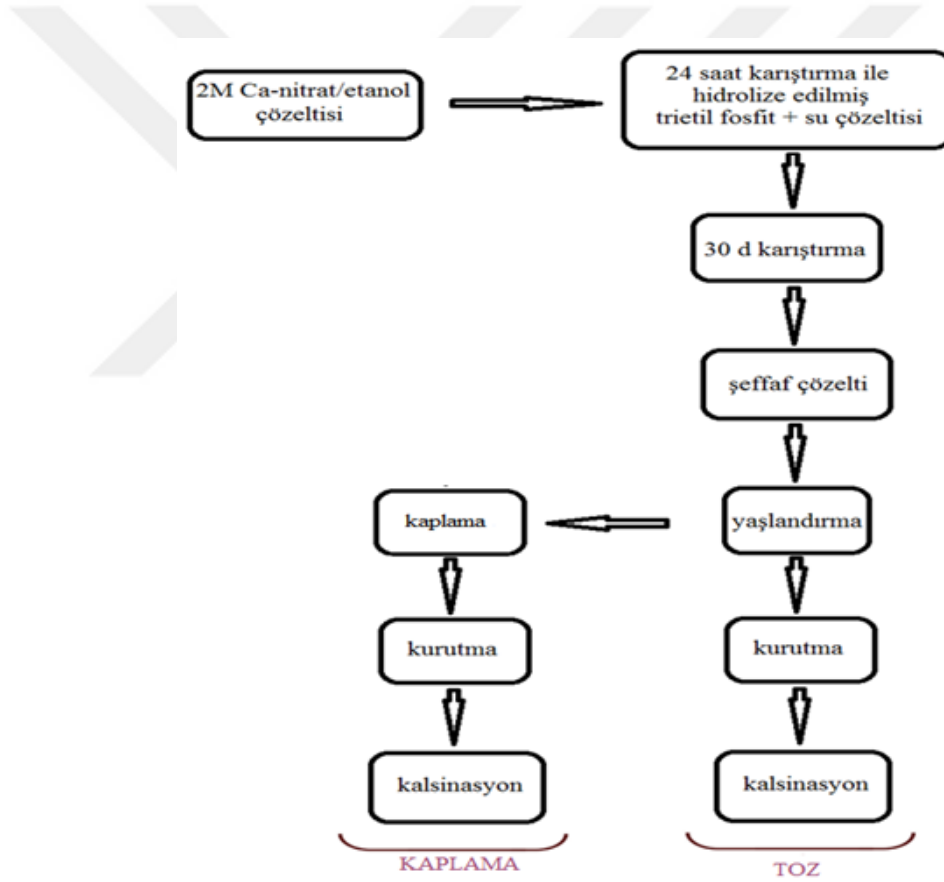 2M Ca-nitrat/etanol
çözeltisi
24 saat karıştırma ile
hidrolize edilmiş
trietil fosfit + su çözeltisi
30 d karıştırma
şeffaf çözelti
yaşlandırma
kaplama
kurutma
kurutma
kalsinasyon
kalsinasyon
KAPLAMA
TOZ